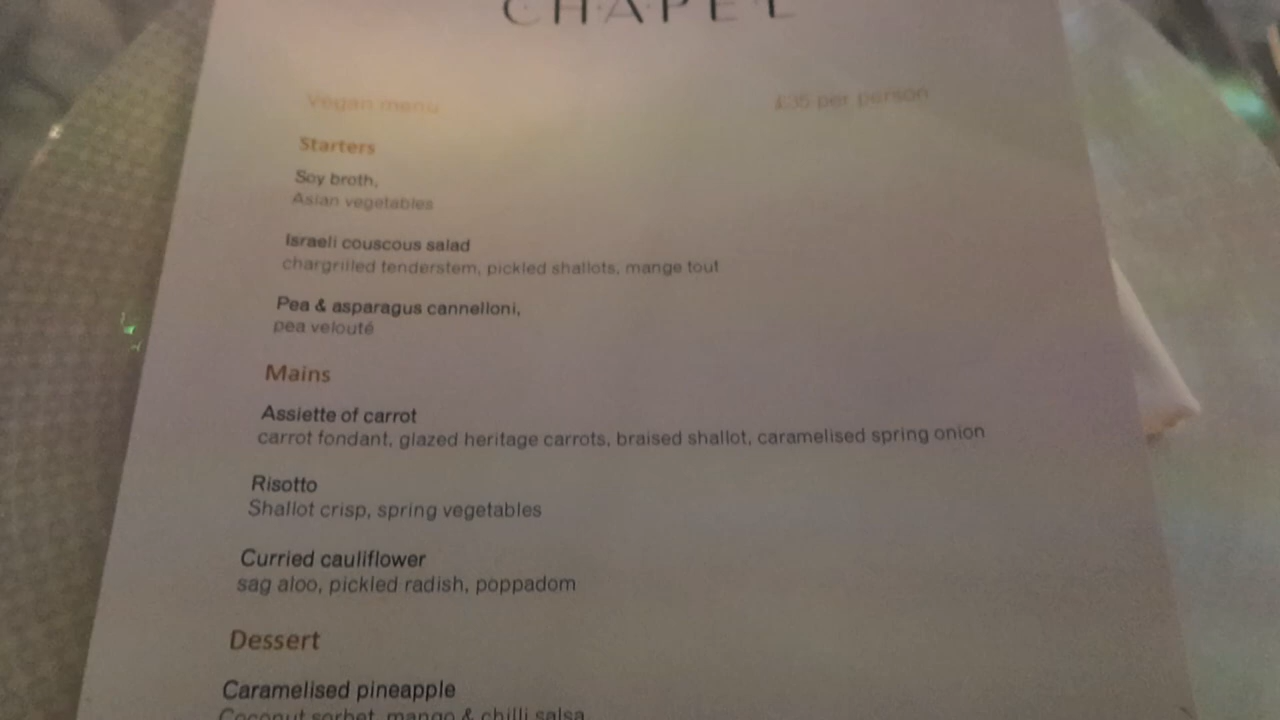 CHAPEL
Vegan menu
£35 per person
Starters
Soy broth,
Asian vegetables
Israeli couscous salad
chargrilled tenderstem, pickled shallots, mange tout
Pea & asparagus cannelloni,
pea velouté
Mains
Assiette of carrot
carrot fondant, glazed heritage carrots, braised shallot, caramelised spring onion
Risotto
Shallot crisp, spring vegetables
Curried cauliflower
sag aloo, pickled radish, poppadom
Dessert
Caramelised pineapple
Coconut sorbet, mango & chilli salsa